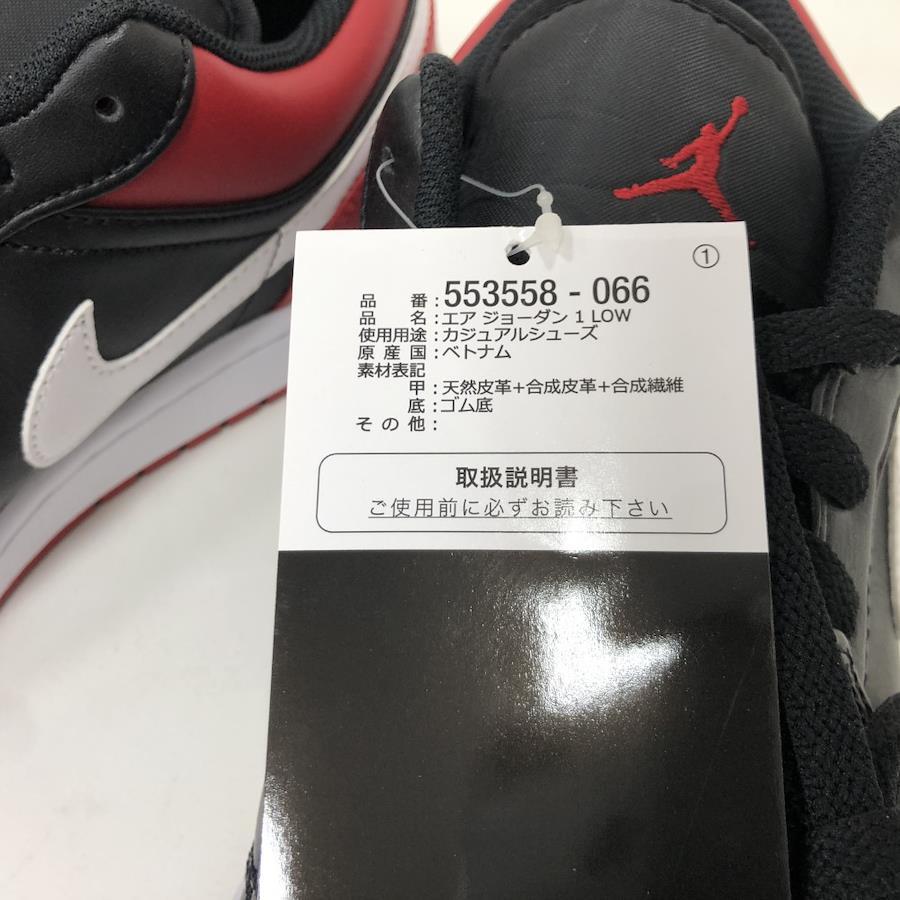 ①
品 番：553558 - 066
品 名：エア ジョーダン 1 LOW
使用用途：カジュアルシューズ
原産国：ベトナム
素材表記
甲：天然皮革+合成皮革+合成繊維
底：ゴム底
その他：
取扱説明書
ご使用前に必ずお読み下さい